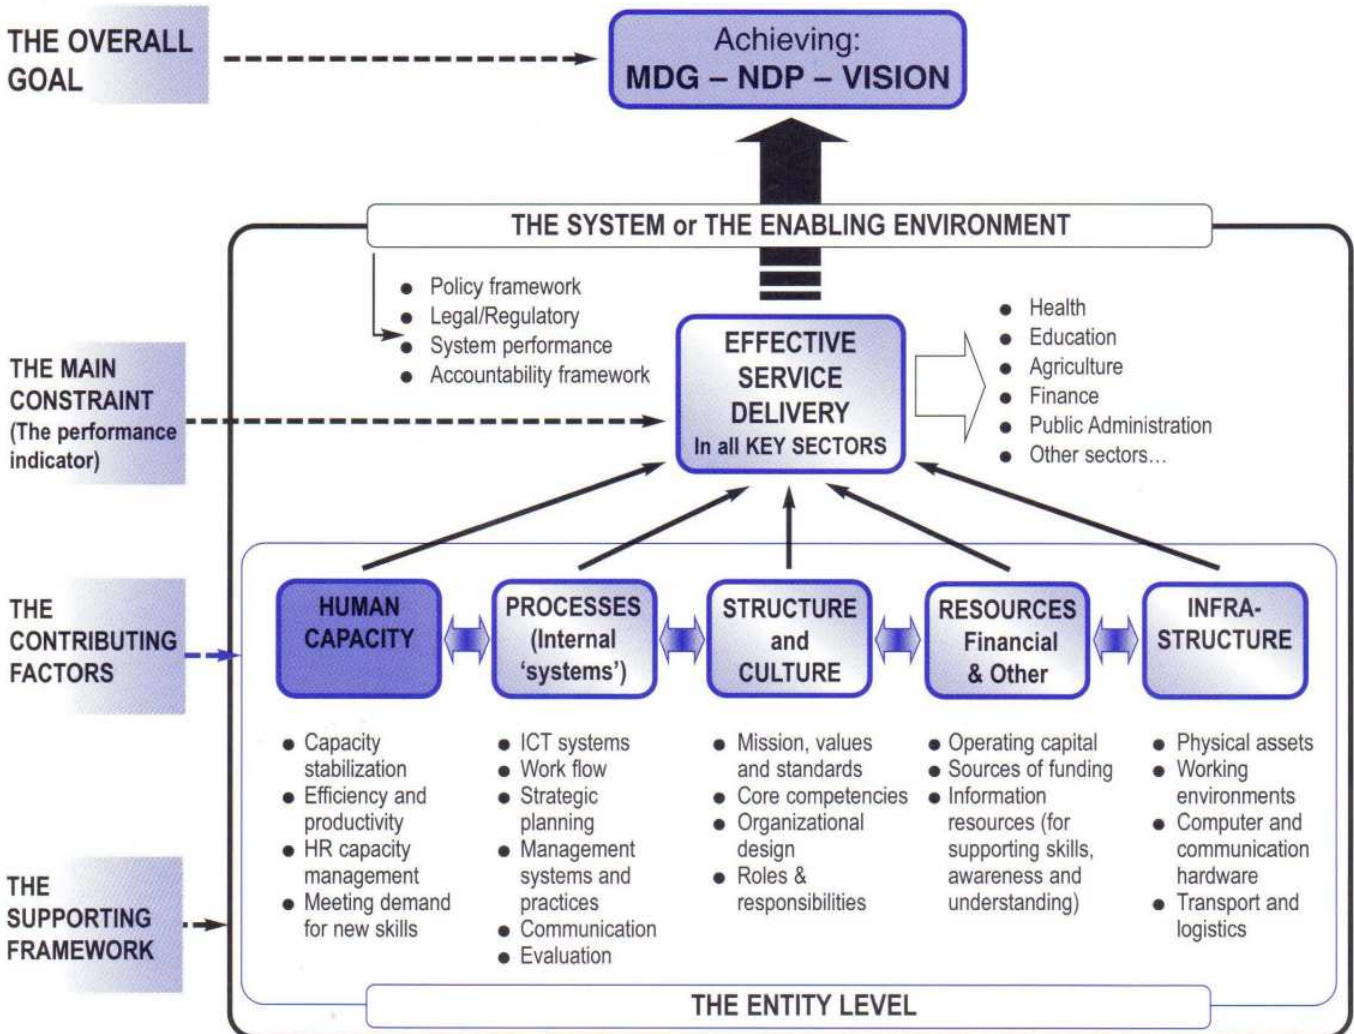 THE OVERALL
GOAL
Achieving:
MDG – NDP – VISION
THE SYSTEM or THE ENABLING ENVIRONMENT
● Policy framework
● Legal/Regulatory
● System performance
● Accountability framework
THE MAIN
CONSTRAINT
(The performance
indicator)
EFFECTIVE
SERVICE
DELIVERY
In all KEY SECTORS
● Health
● Education
● Agriculture
● Finance
● Public Administration
● Other sectors…
THE
CONTRIBUTING
FACTORS
HUMAN
CAPACITY
PROCESSES
(Internal
‘systems’)
STRUCTURE
and
CULTURE
RESOURCES
Financial
& Other
INFRA-
STRUCTURE
● Capacity
stabilization
● Efficiency and
productivity
● HR capacity
management
● Meeting demand
for new skills
● ICT systems
● Work flow
● Strategic
planning
● Management
systems and
practices
● Communication
● Evaluation
● Mission, values
and standards
● Core competencies
● Organizational
design
● Roles &
responsibilities
● Operating capital
● Sources of funding
● Information
resources (for
supporting skills,
awareness and
understanding)
● Physical assets
● Working
environments
● Computer and
communication
hardware
● Transport and
logistics
THE
SUPPORTING
FRAMEWORK
THE ENTITY LEVEL